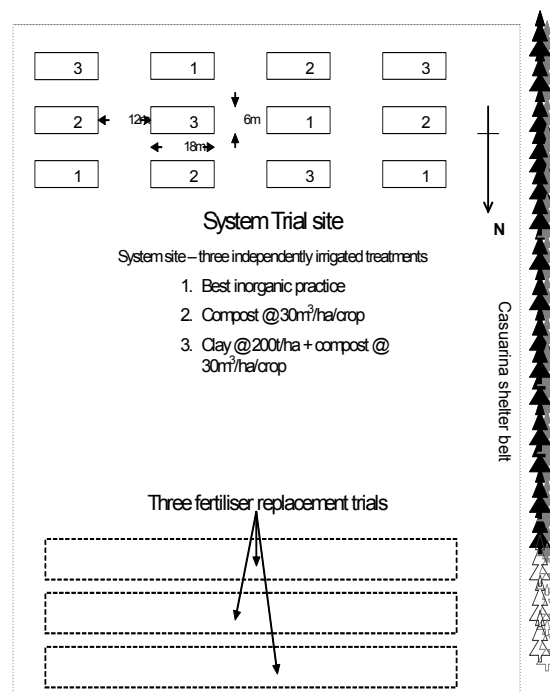 3 1 2 3
2 12m 3 6m 1 2
18m
1 2 3 1
N
System Trial site
System site – three independently irrigated treatments
1. Best inorganic practice
2. Compost @ 30m³/ha/crop
3. Clay @ 200t/ha + compost @
30m³/ha/crop
Casuarina shelter belt
Three fertiliser replacement trials